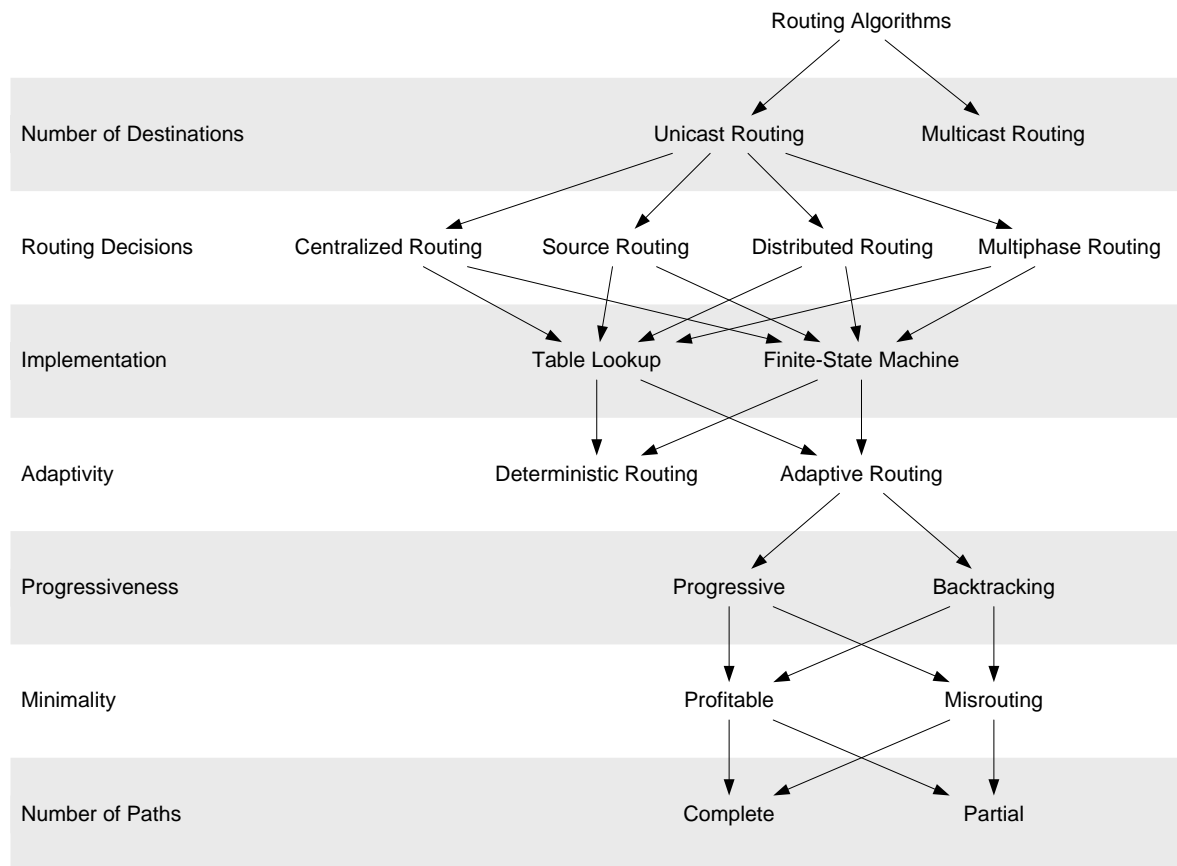 Routing Algorithms
Number of Destinations
Unicast Routing
Multicast Routing
Routing Decisions
Centralized Routing
Source Routing
Distributed Routing
Multiphase Routing
Implementation
Table Lookup
Finite-State Machine
Adaptivity
Deterministic Routing
Adaptive Routing
Progressiveness
Progressive
Backtracking
Minimality
Profitable
Misrouting
Number of Paths
Complete
Partial